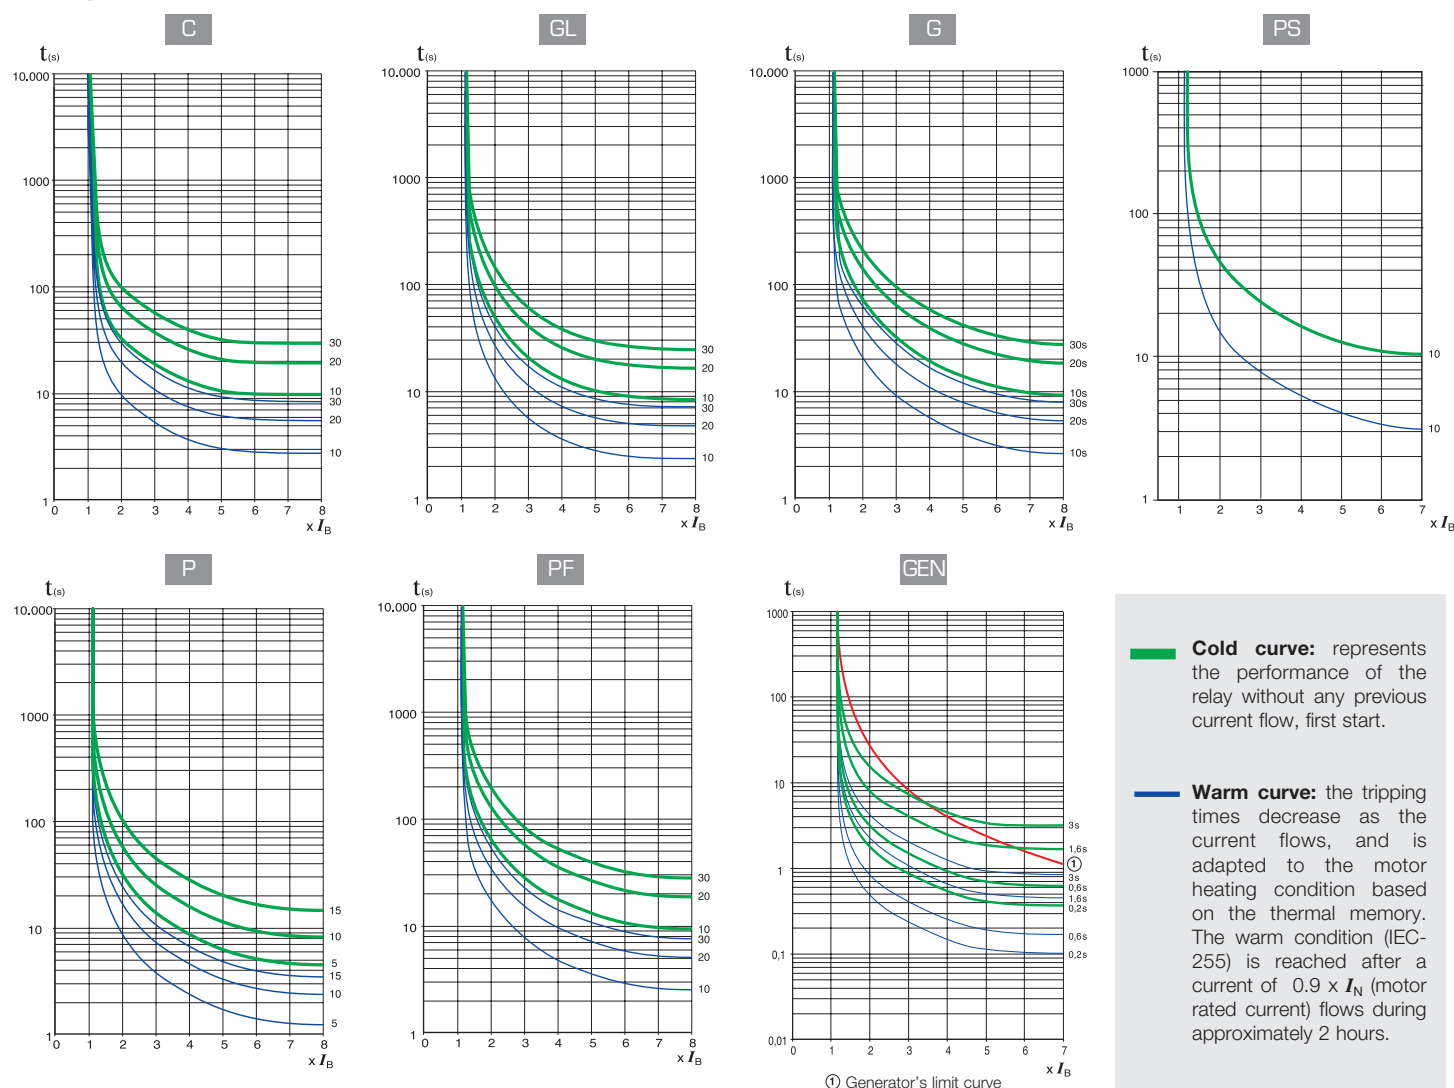 C
t(s)
10.000
1000
100
10
1
30
20
10
30
20
10
0 1 2 3 4 5 6 7 8
x IB
GL
t(s)
10.000
1000
100
10
1
30
20
10
30
20
10
0 1 2 3 4 5 6 7 8
x IB
G
t(s)
10.000
1000
100
10
1
30s
20s
10s
30s
20s
10s
0 1 2 3 4 5 6 7 8
x IB
PS
t(s)
1000
100
10
1
10
10
1 2 3 4 5 6 7
x IB
P
t(s)
10.000
1000
100
10
1
15
10
5
15
10
5
0 1 2 3 4 5 6 7 8
x IB
PF
t(s)
10.000
1000
100
10
1
30
20
10
30
20
10
0 1 2 3 4 5 6 7 8
x IB
GEN
t(s)
1000
100
10
1
0,1
0,01
3s
1,6s
①
3s
0,6s
1,6s
0,2s
0,6s
0,2s
0 1 2 3 4 5 6 7
x IB
① Generator's limit curve
Cold curve: represents
the performance of the
relay without any previous
current flow, first start.
Warm curve: the tripping
times decrease as the
current flows, and is
adapted to the motor
heating condition based
on the thermal memory.
The warm condition (IEC-
255) is reached after a
current of 0.9 x IN (motor
rated current) flows during
approximately 2 hours.